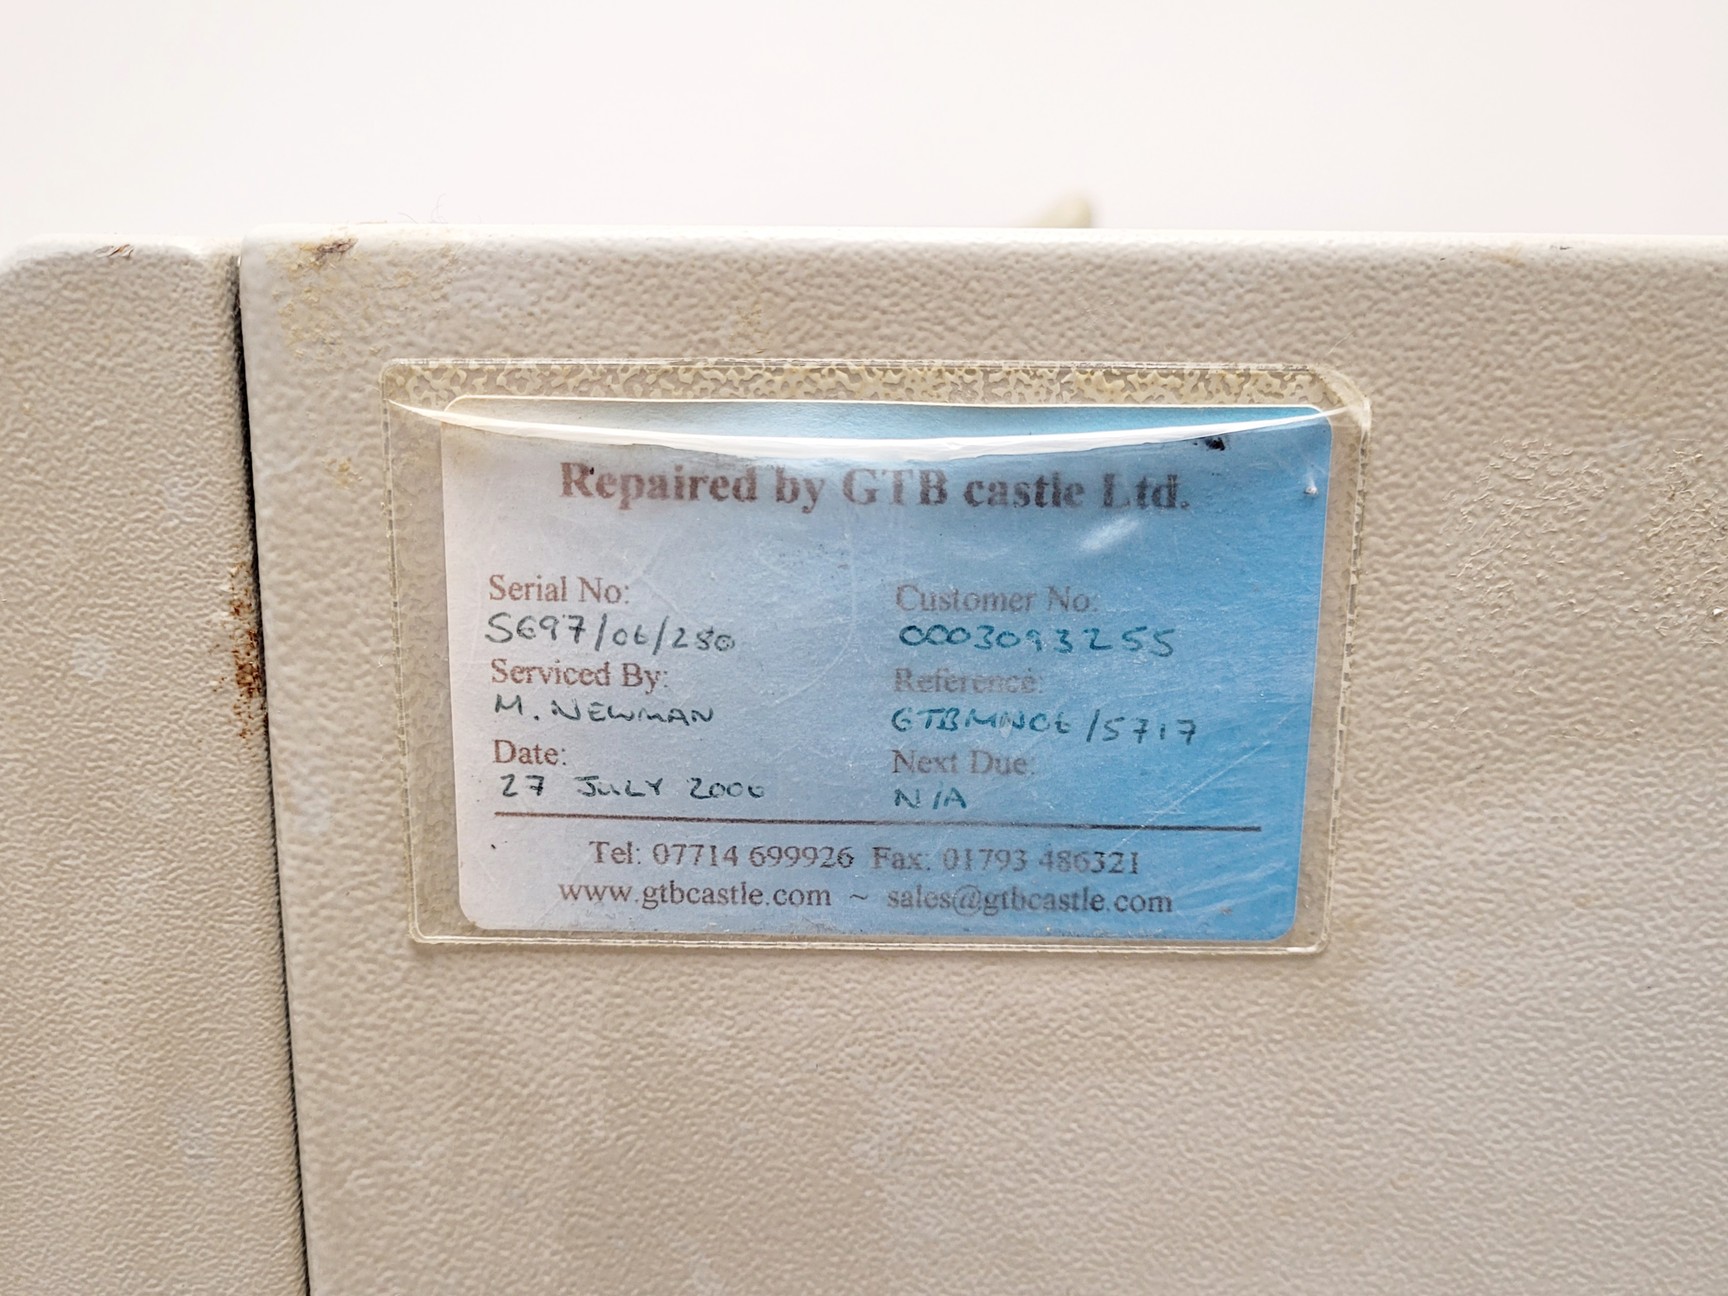 Repaired by GTB castle Ltd.
Serial No:
S697/06/280
Customer No:
0003093255
Serviced By:
M. NEWMAN
Reference:
GTBMN06/5717
Date:
27 JULY 2006
Next Due:
N/A
Tel: 07714 699926 Fax: 01793 486321
www.gtbcastle.com ~ sales@gtbcastle.com